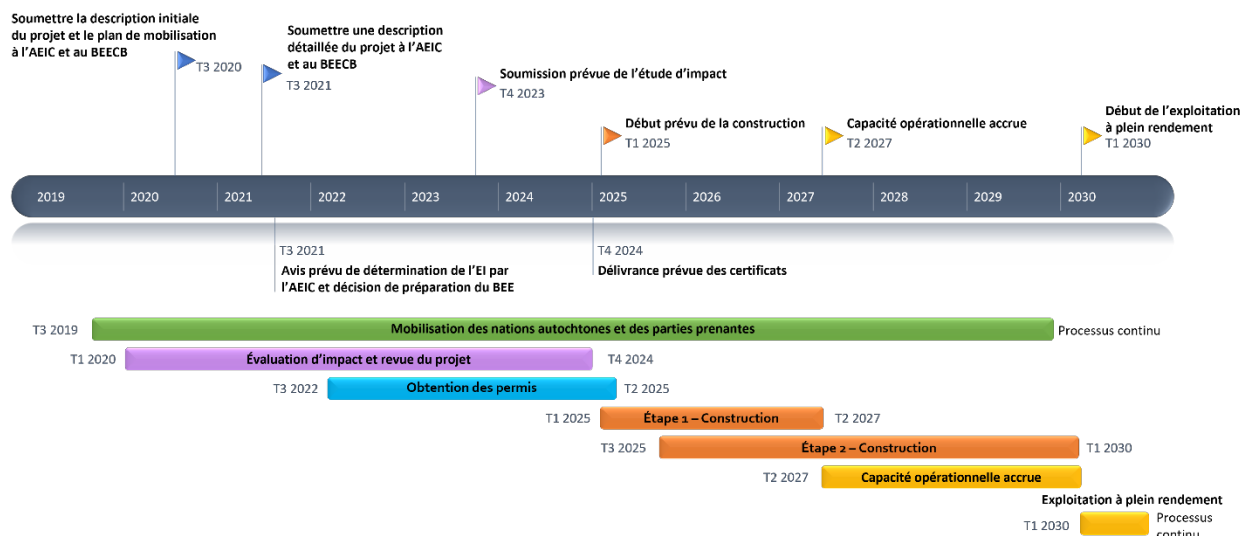 Soumettre la description initiale
du projet et le plan de mobilisation
à l'AEIC et au BEECB
T3 2020
Soumettre une description
détaillée du projet à l'AEIC
et au BEECB
T3 2021
Soumission prévue de l'étude d'impact
T4 2023
Début prévu de la construction
T1 2025
Capacité opérationnelle accrue
T2 2027
Début de l'exploitation
à plein rendement
T1 2030
2019 2020 2021 2022 2023 2024 2025 2026 2027 2028 2029 2030
T3 2021
Avis prévu de détermination de l'EI par
l'AEIC et décision de préparation du BEE
T4 2024
Délivrance prévue des certificats
T3 2019 Mobilisation des nations autochtones et des parties prenantes Processus continu
T1 2020 Évaluation d'impact et revue du projet T4 2024
T3 2022 Obtention des permis T2 2025
T1 2025 Étape 1 – Construction T2 2027
T3 2025 Étape 2 – Construction T1 2030
T2 2027 Capacité opérationnelle accrue
Exploitation à plein rendement
T1 2030 Processus
continu